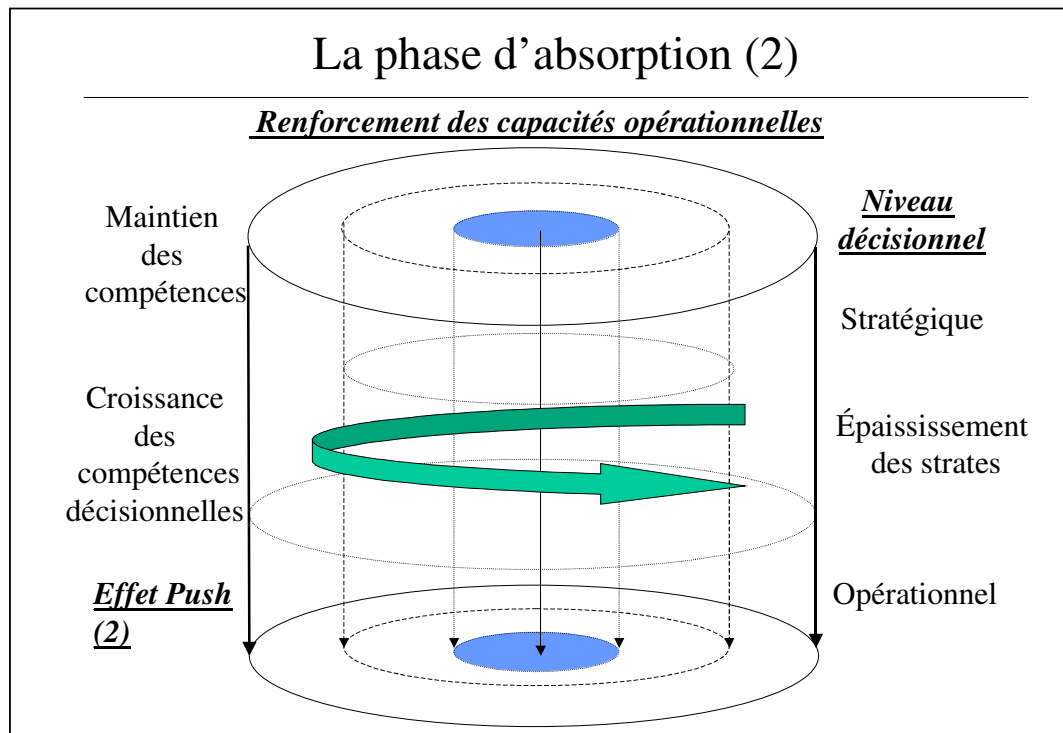 La phase d’absorption (2)
Renforcement des capacités opérationnelles
Maintien
des
compétences
Croissance
des
compétences
décisionnelles
Effet Push
(2)
Niveau
décisionnel
Stratégique
Épaississement
des strates
Opérationnel